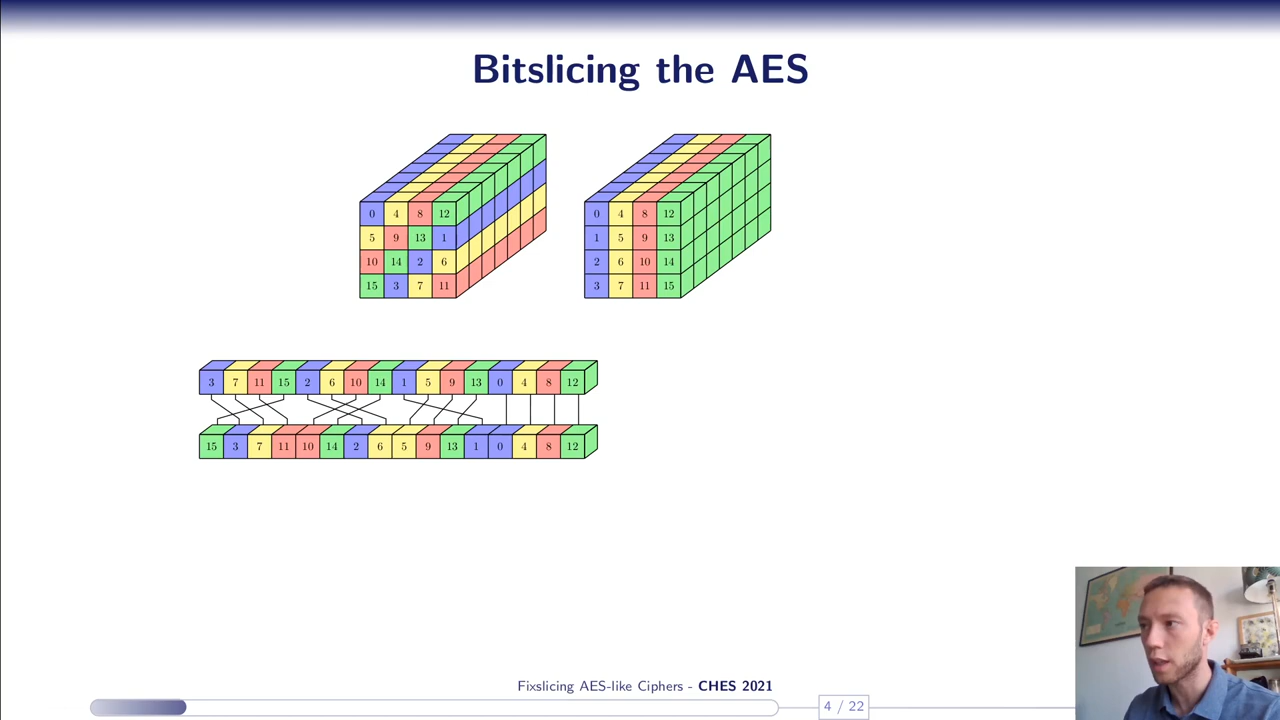 Bitslicing the AES
0 4 8 12
5 9 13 1
10 14 2 6
15 3 7 11
0 4 8 12
1 5 9 13
2 6 10 14
3 7 11 15
3 7 11 15 2 6 10 14 1 5 9 13 0 4 8 12
15 3 7 11 10 14 2 6 5 9 13 1 0 4 8 12
Fixslicing AES-like Ciphers - CHES 2021
4 / 22